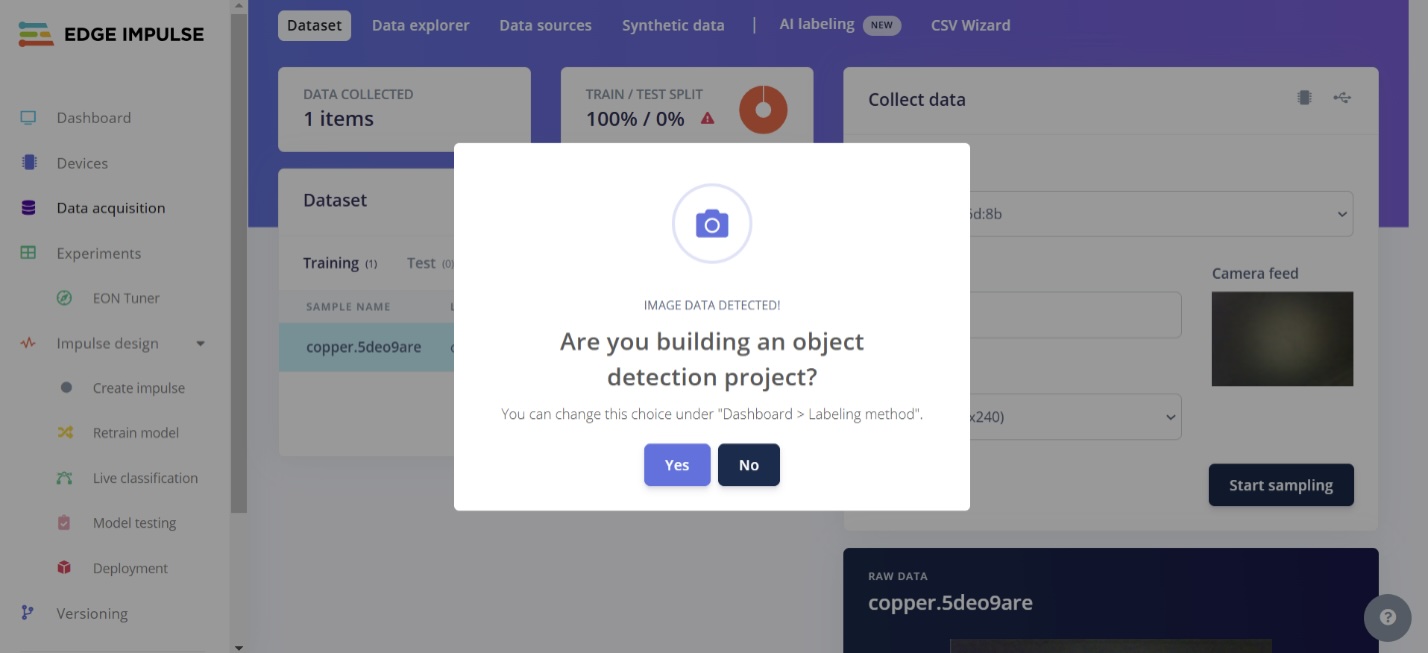 EDGE IMPULSE
Dashboard
Devices
Data acquisition
Experiments
EON Tuner
Impulse design
Create impulse
Retrain model
Live classification
Model testing
Deployment
Versioning
Dataset Data explorer Data sources Synthetic data | AI labeling NEW CSV Wizard
DATA COLLECTED
1 items
TRAIN / TEST SPLIT
100% / 0%
Dataset
Training (1) Test (0)
SAMPLE NAME
copper.5deo9are
IMAGE DATA DETECTED!
Are you building an object
detection project?
You can change this choice under "Dashboard > Labeling method".
Yes No
Collect data
d:8b
Camera feed
x240)
Start sampling
RAW DATA
copper.5deo9are
?